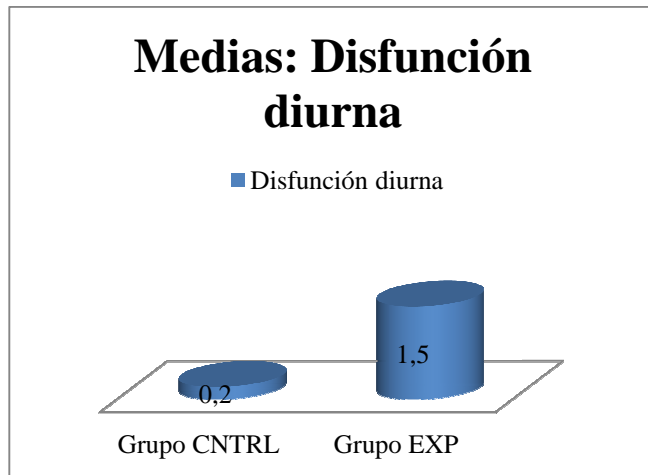 Medias: Disfunción
diurna
Disfunción diurna
1,5
0,2
Grupo CNTRL
Grupo EXP